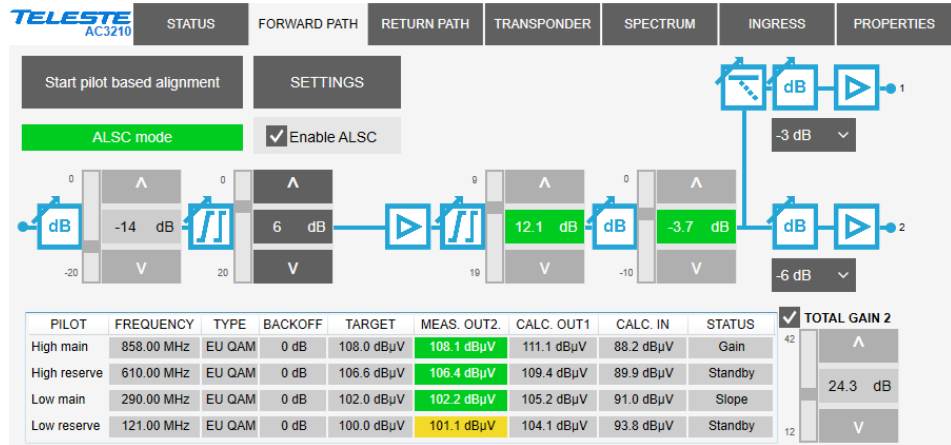 TELESTE
AC3210
STATUS
FORWARD PATH
RETURN PATH
TRANSPONDER
SPECTRUM
INGRESS
PROPERTIES
Start pilot based alignment
SETTINGS
ALSC mode
Enable ALSC
dB
1
-3 dB
0
-20
dB
-14 dB
0
20
6 dB
9
19
12.1 dB
dB
0
-10
-3.7 dB
dB
2
-6 dB
PILOT FREQUENCY TYPE BACKOFF TARGET MEAS. OUT2. CALC. OUT1 CALC. IN STATUS
High main 858.00 MHz EU QAM 0 dB 108.0 dBµV 108.1 dBµV 111.1 dBµV 88.2 dBµV Gain
High reserve 610.00 MHz EU QAM 0 dB 106.6 dBµV 106.4 dBµV 109.4 dBµV 89.9 dBµV Standby
Low main 290.00 MHz EU QAM 0 dB 102.0 dBµV 102.2 dBµV 105.2 dBµV 91.0 dBµV Slope
Low reserve 121.00 MHz EU QAM 0 dB 100.0 dBµV 101.1 dBµV 104.1 dBµV 93.8 dBµV Standby
TOTAL GAIN 2
42
12
24.3 dB